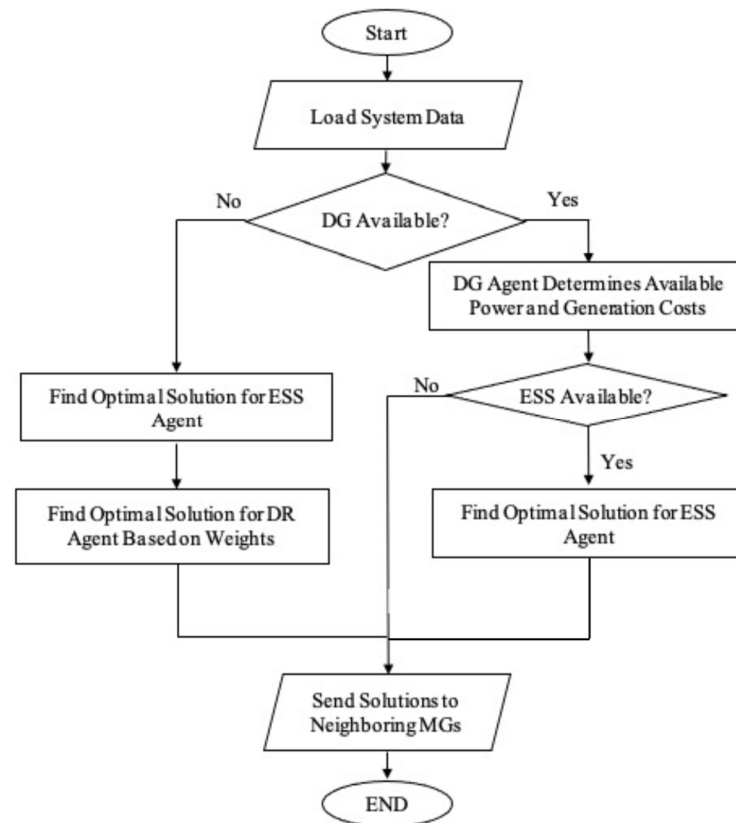 Start
Load System Data
No
DG Available?
Yes
DG Agent Determines Available
Power and Generation Costs
No
ESS Available?
Find Optimal Solution for ESS
Agent
Yes
Find Optimal Solution for DR
Agent Based on Weights
Find Optimal Solution for ESS
Agent
Send Solutions to
Neighboring MGs
END